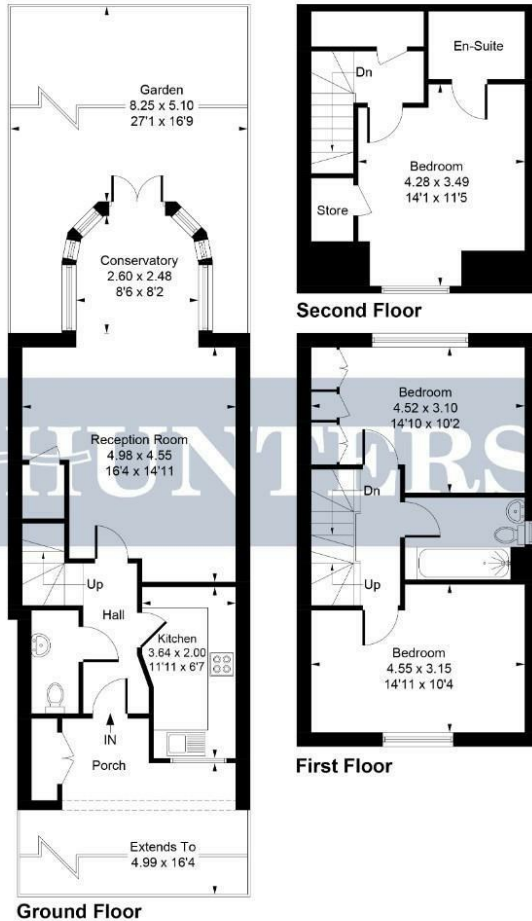 Garden
8.25 x 5.10
27'1 x 16'9
Conservatory
2.60 x 2.48
8'6 x 8'2
Reception Room
4.98 x 4.55
16'4 x 14'11
Up
Hall
Kitchen
3.64 x 2.00
11'11 x 6'7
IN
Porch
Extends To
4.99 x 16'4
Ground Floor
En-Suite
Dn
Bedroom
4.28 x 3.49
14'1 x 11'5
Store
Second Floor
Bedroom
4.52 x 3.10
14'10 x 10'2
Dn
Up
Bedroom
4.55 x 3.15
14'11 x 10'4
First Floor
HUNTERS